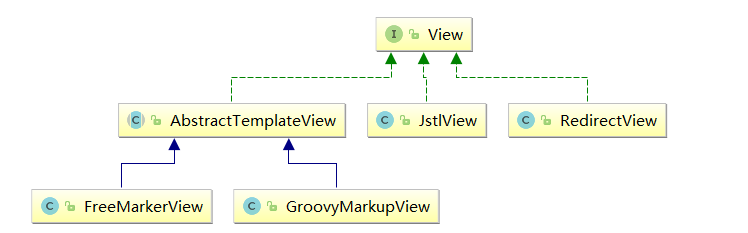 I View
C AbstractTemplateView
C JstlView
C RedirectView
C FreeMarkerView
C GroovyMarkupView